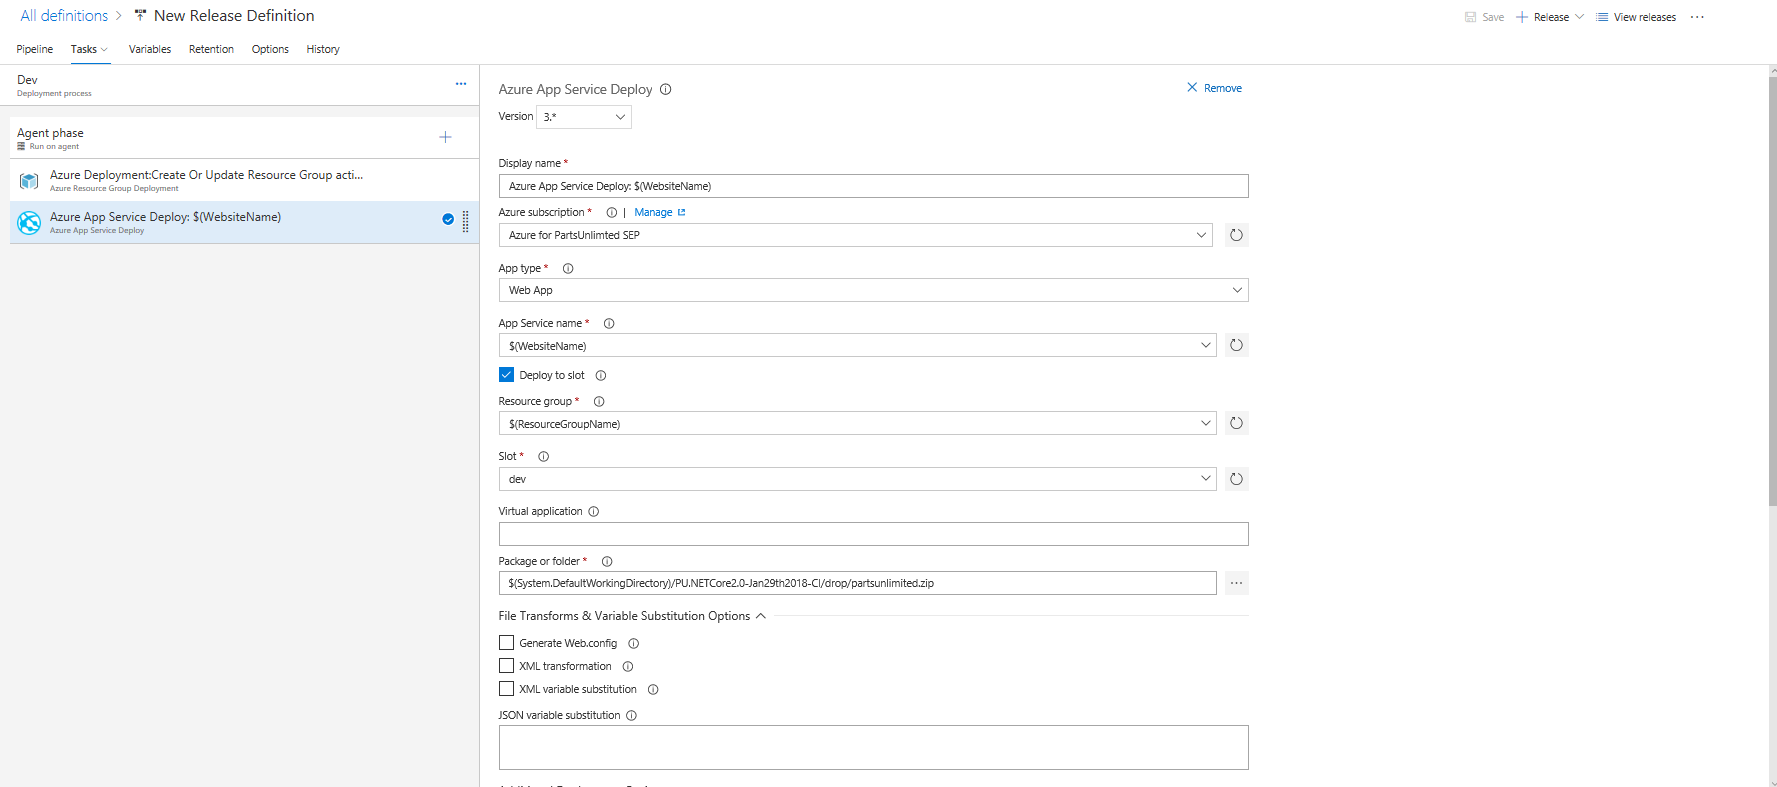 All definitions > New Release Definition
Save Release View releases ...
Pipeline Tasks Variables Retention Options History
Dev
Deployment process
Agent phase
Run on agent
Azure Deployment:Create Or Update Resource Group acti...
Azure Resource Group Deployment
Azure App Service Deploy: $(WebsiteName)
Azure App Service Deploy
Azure App Service Deploy
Remove
Version 3.*
Display name *
Azure App Service Deploy: $(WebsiteName)
Azure subscription * | Manage
Azure for PartsUnlimted SEP
App type *
Web App
App Service name *
$(WebsiteName)
Deploy to slot
Resource group *
$(ResourceGroupName)
Slot *
dev
Virtual application
Package or folder *
$(System.DefaultWorkingDirectory)/PU.NETCore2.0-Jan29th2018-CI/drop/partsunlimited.zip
File Transforms & Variable Substitution Options
Generate Web.config
XML transformation
XML variable substitution
JSON variable substitution